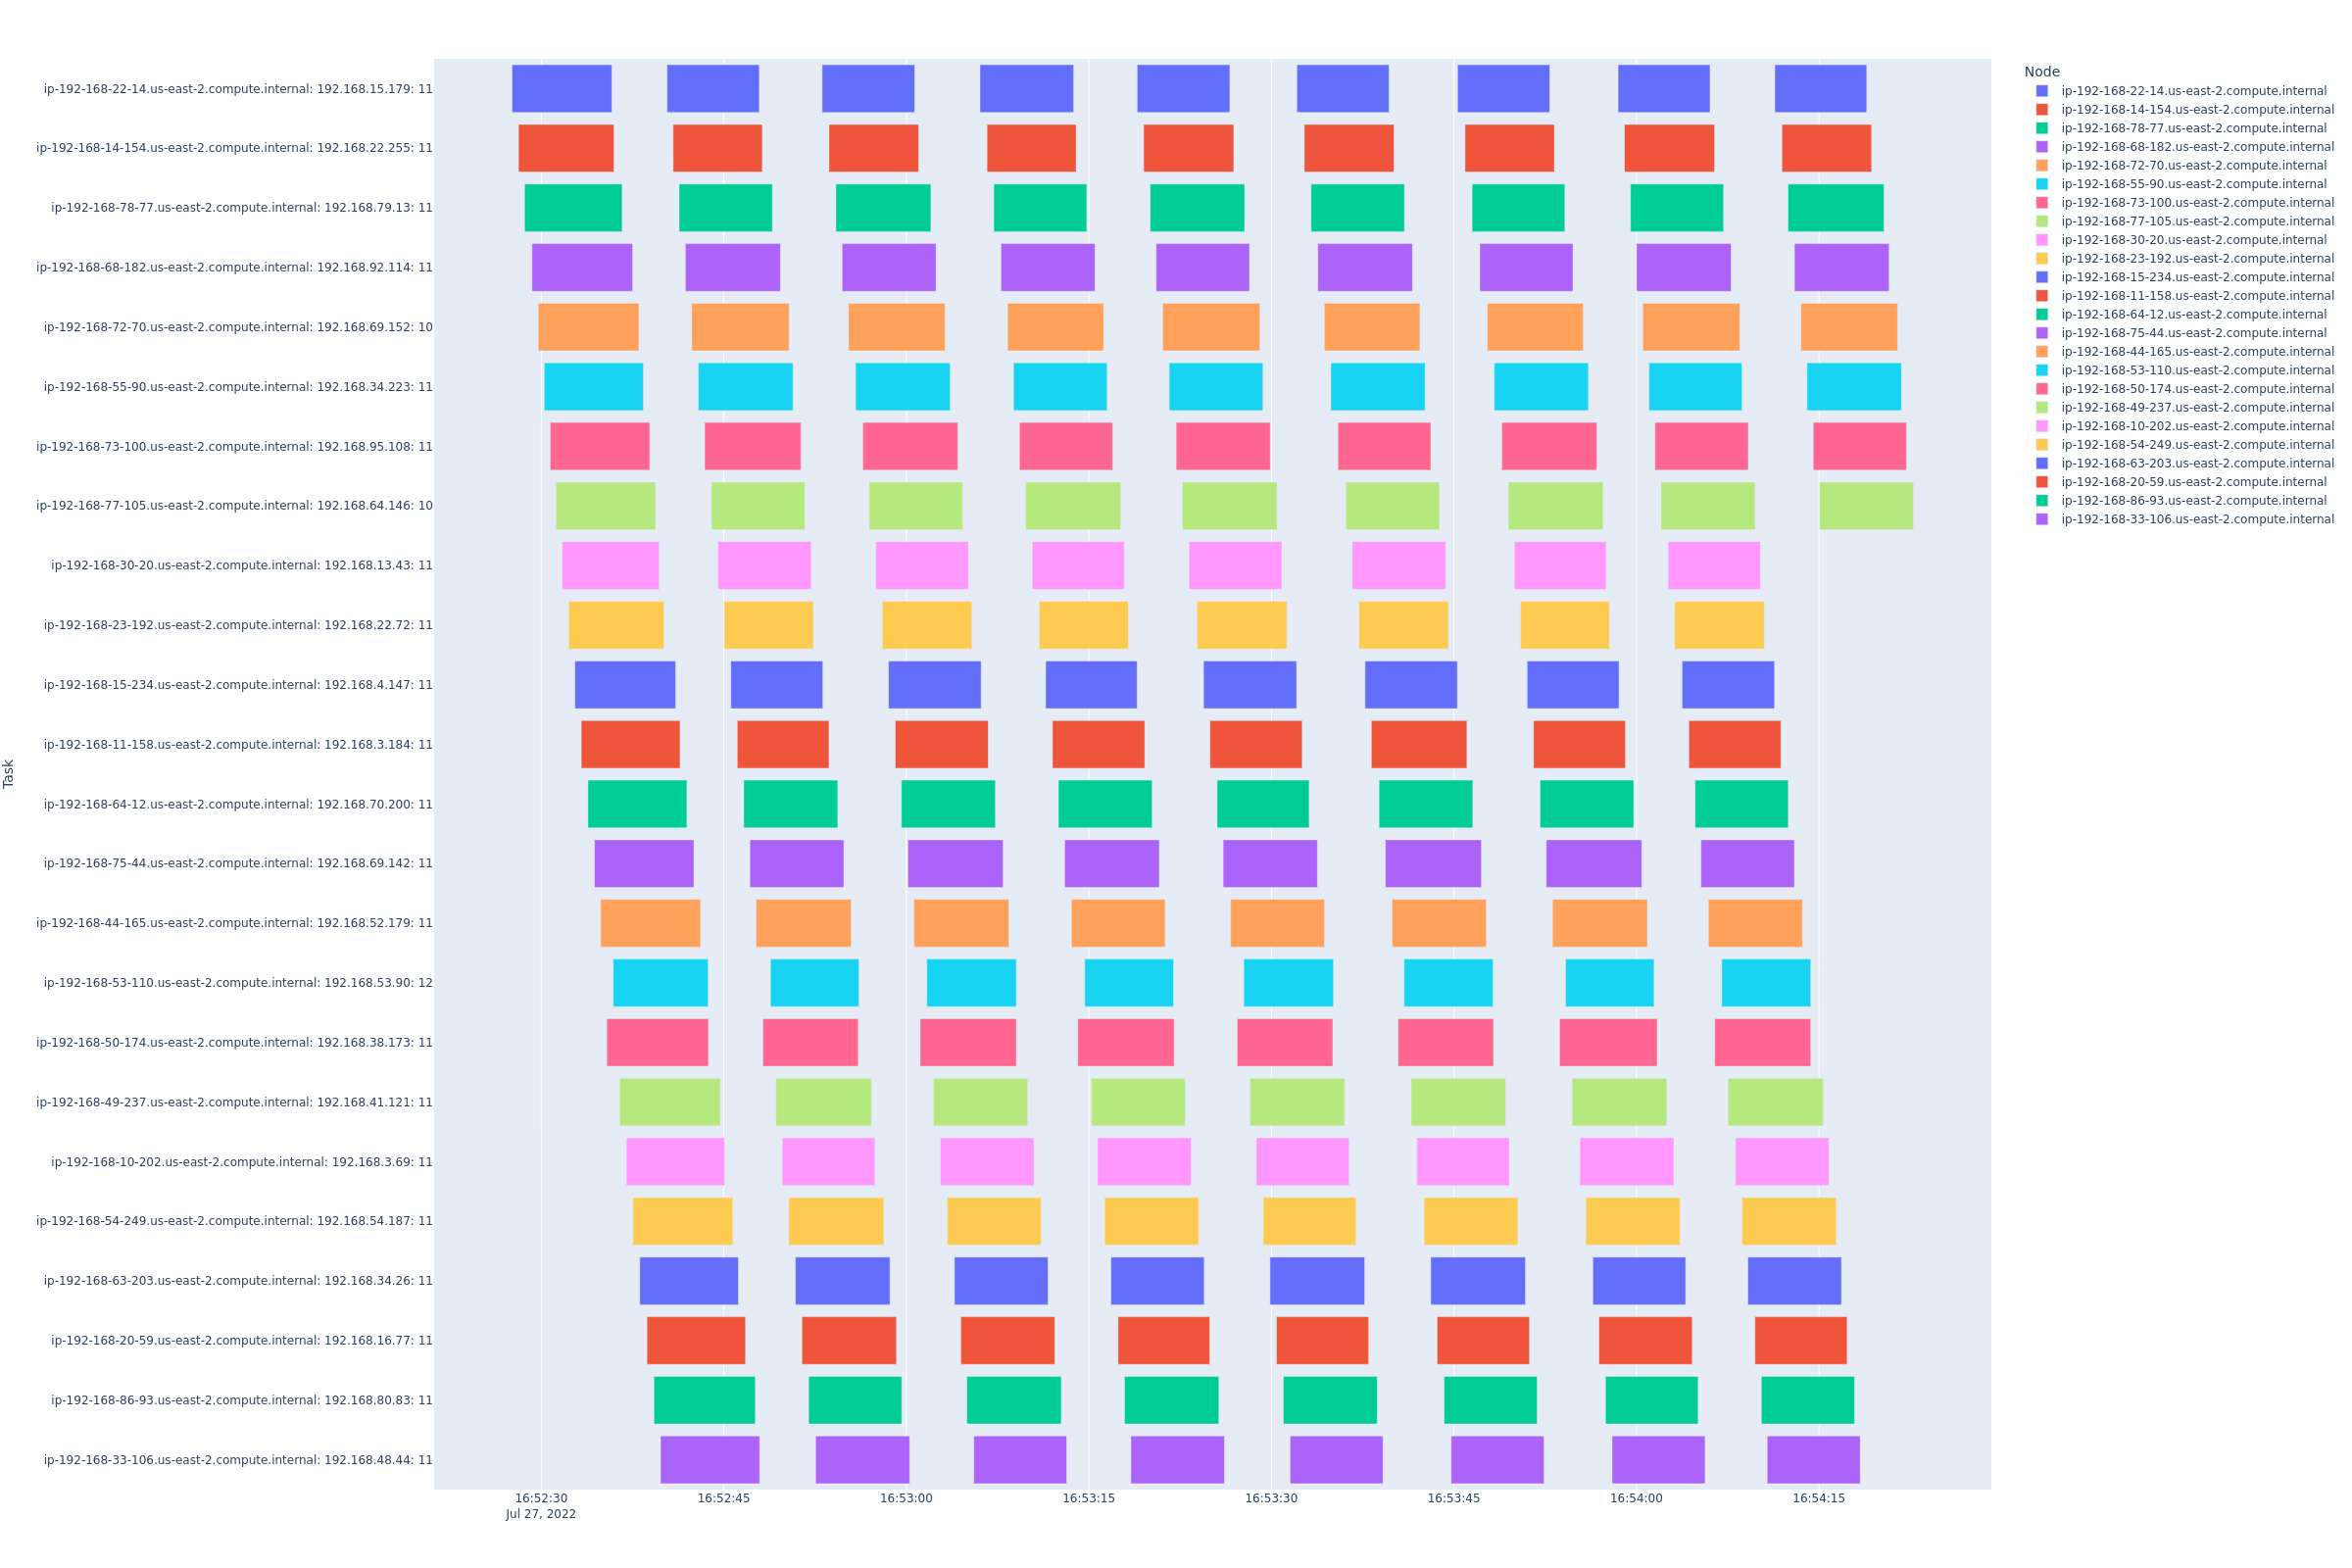 Task
ip-192-168-22-14.us-east-2.compute.internal: 192.168.15.179: 11
ip-192-168-14-154.us-east-2.compute.internal: 192.168.22.255: 11
ip-192-168-78-77.us-east-2.compute.internal: 192.168.79.13: 11
ip-192-168-68-182.us-east-2.compute.internal: 192.168.92.114: 11
ip-192-168-72-70.us-east-2.compute.internal: 192.168.69.152: 10
ip-192-168-55-90.us-east-2.compute.internal: 192.168.34.223: 11
ip-192-168-73-100.us-east-2.compute.internal: 192.168.95.108: 11
ip-192-168-77-105.us-east-2.compute.internal: 192.168.64.146: 10
ip-192-168-30-20.us-east-2.compute.internal: 192.168.13.43: 11
ip-192-168-23-192.us-east-2.compute.internal: 192.168.22.72: 11
ip-192-168-15-234.us-east-2.compute.internal: 192.168.4.147: 11
ip-192-168-11-158.us-east-2.compute.internal: 192.168.3.184: 11
ip-192-168-64-12.us-east-2.compute.internal: 192.168.70.200: 11
ip-192-168-75-44.us-east-2.compute.internal: 192.168.69.142: 11
ip-192-168-44-165.us-east-2.compute.internal: 192.168.52.179: 11
ip-192-168-53-110.us-east-2.compute.internal: 192.168.53.90: 12
ip-192-168-50-174.us-east-2.compute.internal: 192.168.38.173: 11
ip-192-168-49-237.us-east-2.compute.internal: 192.168.41.121: 11
ip-192-168-10-202.us-east-2.compute.internal: 192.168.3.69: 11
ip-192-168-54-249.us-east-2.compute.internal: 192.168.54.187: 11
ip-192-168-63-203.us-east-2.compute.internal: 192.168.34.26: 11
ip-192-168-20-59.us-east-2.compute.internal: 192.168.16.77: 11
ip-192-168-86-93.us-east-2.compute.internal: 192.168.80.83: 11
ip-192-168-33-106.us-east-2.compute.internal: 192.168.48.44: 11
16:52:30 16:52:45 16:53:00 16:53:15 16:53:30 16:53:45 16:54:00 16:54:15
Jul 27, 2022
Node
ip-192-168-22-14.us-east-2.compute.internal
ip-192-168-14-154.us-east-2.compute.internal
ip-192-168-78-77.us-east-2.compute.internal
ip-192-168-68-182.us-east-2.compute.internal
ip-192-168-72-70.us-east-2.compute.internal
ip-192-168-55-90.us-east-2.compute.internal
ip-192-168-73-100.us-east-2.compute.internal
ip-192-168-77-105.us-east-2.compute.internal
ip-192-168-30-20.us-east-2.compute.internal
ip-192-168-23-192.us-east-2.compute.internal
ip-192-168-15-234.us-east-2.compute.internal
ip-192-168-11-158.us-east-2.compute.internal
ip-192-168-64-12.us-east-2.compute.internal
ip-192-168-75-44.us-east-2.compute.internal
ip-192-168-44-165.us-east-2.compute.internal
ip-192-168-53-110.us-east-2.compute.internal
ip-192-168-50-174.us-east-2.compute.internal
ip-192-168-49-237.us-east-2.compute.internal
ip-192-168-10-202.us-east-2.compute.internal
ip-192-168-54-249.us-east-2.compute.internal
ip-192-168-63-203.us-east-2.compute.internal
ip-192-168-20-59.us-east-2.compute.internal
ip-192-168-86-93.us-east-2.compute.internal
ip-192-168-33-106.us-east-2.compute.internal